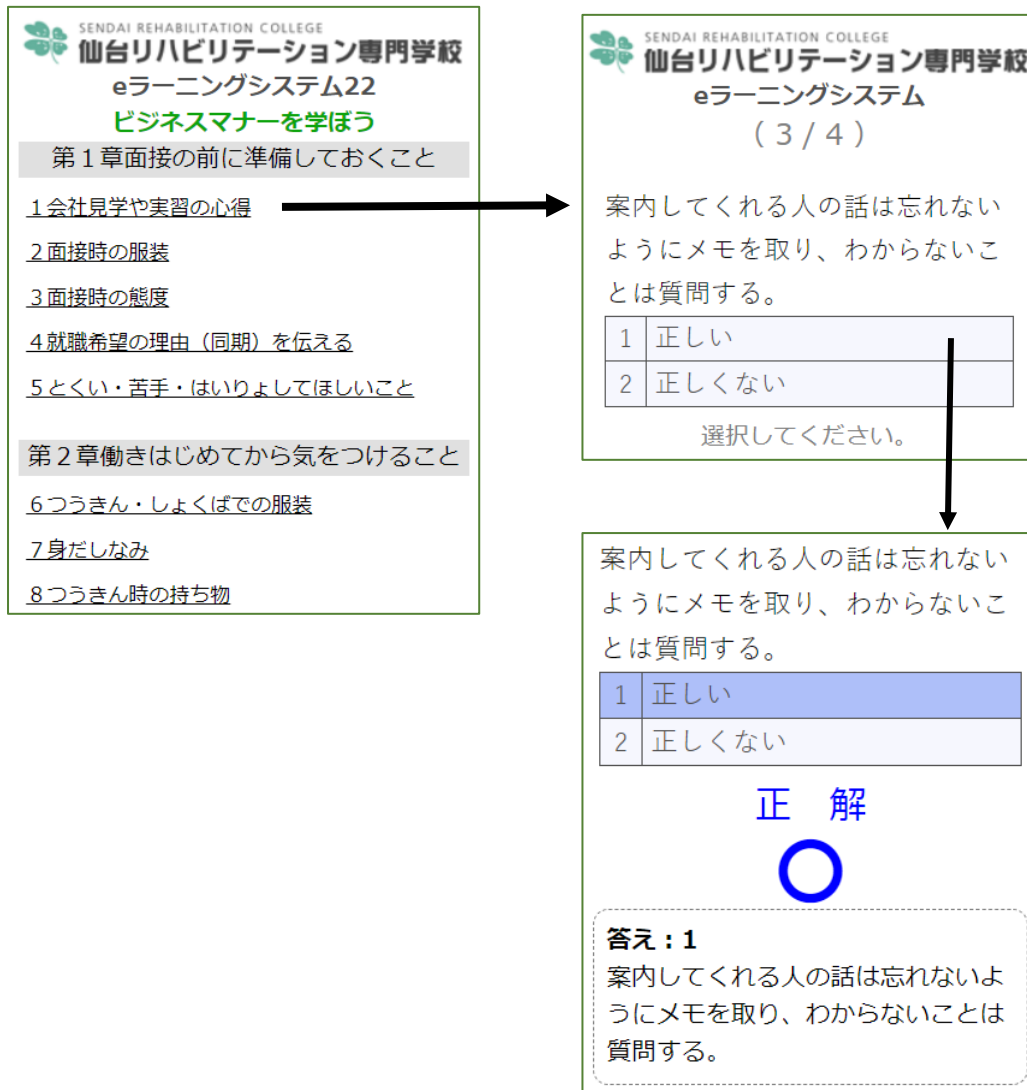 SENDAI REHABILITATION COLLEGE
仙台リハビリテーション専門学校
eラーニングシステム22
ビジネスマナーを学ぼう
第１章面接の前に準備しておくこと
１会社見学や実習の心得
２面接時の服装
３面接時の態度
４就職希望の理由（同期）を伝える
５とくい・苦手・はいりょしてほしいこと
第２章働きはじめてから気をつけること
６つうきん・しょくばでの服装
７身だしなみ
８つうきん時の持ち物
SENDAI REHABILITATION COLLEGE
仙台リハビリテーション専門学校
eラーニングシステム
（ 3 / 4 ）
案内してくれる人の話は忘れない
ようにメモを取り、わからないこ
とは質問する。
1 正しい
2 正しくない
選択してください。
案内してくれる人の話は忘れない
ようにメモを取り、わからないこ
とは質問する。
1 正しい
2 正しくない
正　解
答え：1
案内してくれる人の話は忘れないよ
うにメモを取り、わからないことは
質問する。